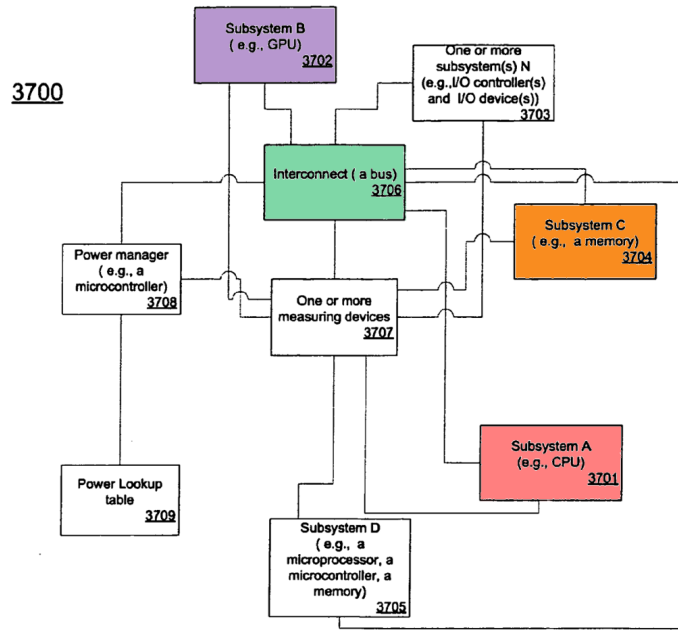 3700
Subsystem B
( e.g., GPU)
3702
One or more
subsystem(s) N
(e.g.,I/O controller(s)
and I/O device(s))
3703
Interconnect ( a bus)
3706
Subsystem C
( e.g., a memory)
3704
Power manager
( e.g., a
microcontroller)
3708
One or more
measuring devices
3707
Subsystem A
(e.g., CPU)
3701
Power Lookup
table
3709
Subsystem D
( e.g., a
microprocessor, a
microcontroller, a
memory)
3705